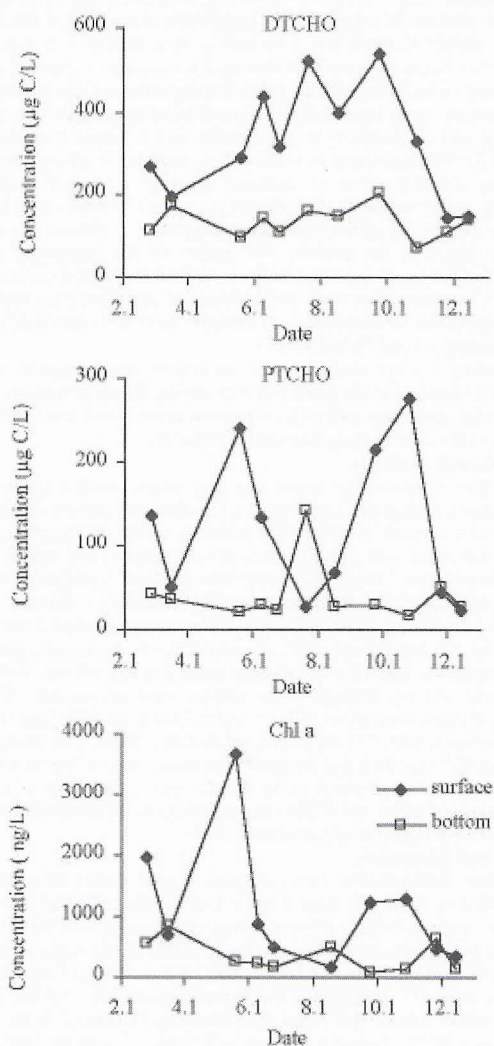 DTCHO
600
400
200
0
Concentration (µg C/L)
2.1 4.1 6.1 8.1 10.1 12.1
Date
PTCHO
300
200
100
0
Concentration (µg C/L)
2.1 4.1 6.1 8.1 10.1 12.1
Date
Chl a
4000
3000
2000
1000
0
Concentration ( ng/L)
surface
bottom
2.1 4.1 6.1 8.1 10.1 12.1
Date